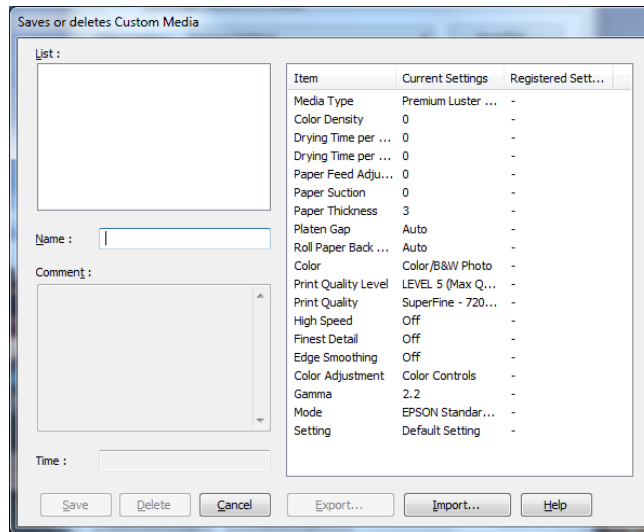 Saves or deletes Custom Media
List :
Name :
Comment :
Time :
Item Current Settings Registered Sett...
Media Type Premium Luster ... -
Color Density 0 -
Drying Time per ... 0 -
Drying Time per ... 0 -
Paper Feed Adju... 0 -
Paper Suction 0 -
Paper Thickness 3 -
Platen Gap Auto -
Roll Paper Back ... Auto -
Color Color/B&W Photo -
Print Quality Level LEVEL 5 (Max Q... -
Print Quality SuperFine - 720... -
High Speed Off -
Finest Detail Off -
Edge Smoothing Off -
Color Adjustment Color Controls -
Gamma 2.2 -
Mode EPSON Standar... -
Setting Default Setting -
Save Delete Cancel Export... Import... Help